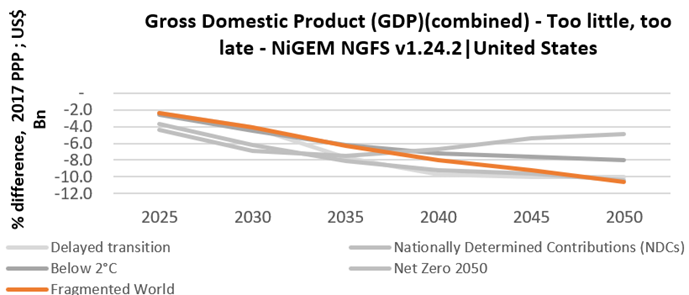 Gross Domestic Product (GDP)(combined) - Too little, too
late - NiGEM NGFS v1.24.2|United States
% difference, 2017 PPP ; US$
Bn
-
-2.0
-4.0
-6.0
-8.0
-10.0
-12.0
2025 2030 2035 2040 2045 2050
Delayed transition Nationally Determined Contributions (NDCs)
Below 2°C Net Zero 2050
Fragmented World